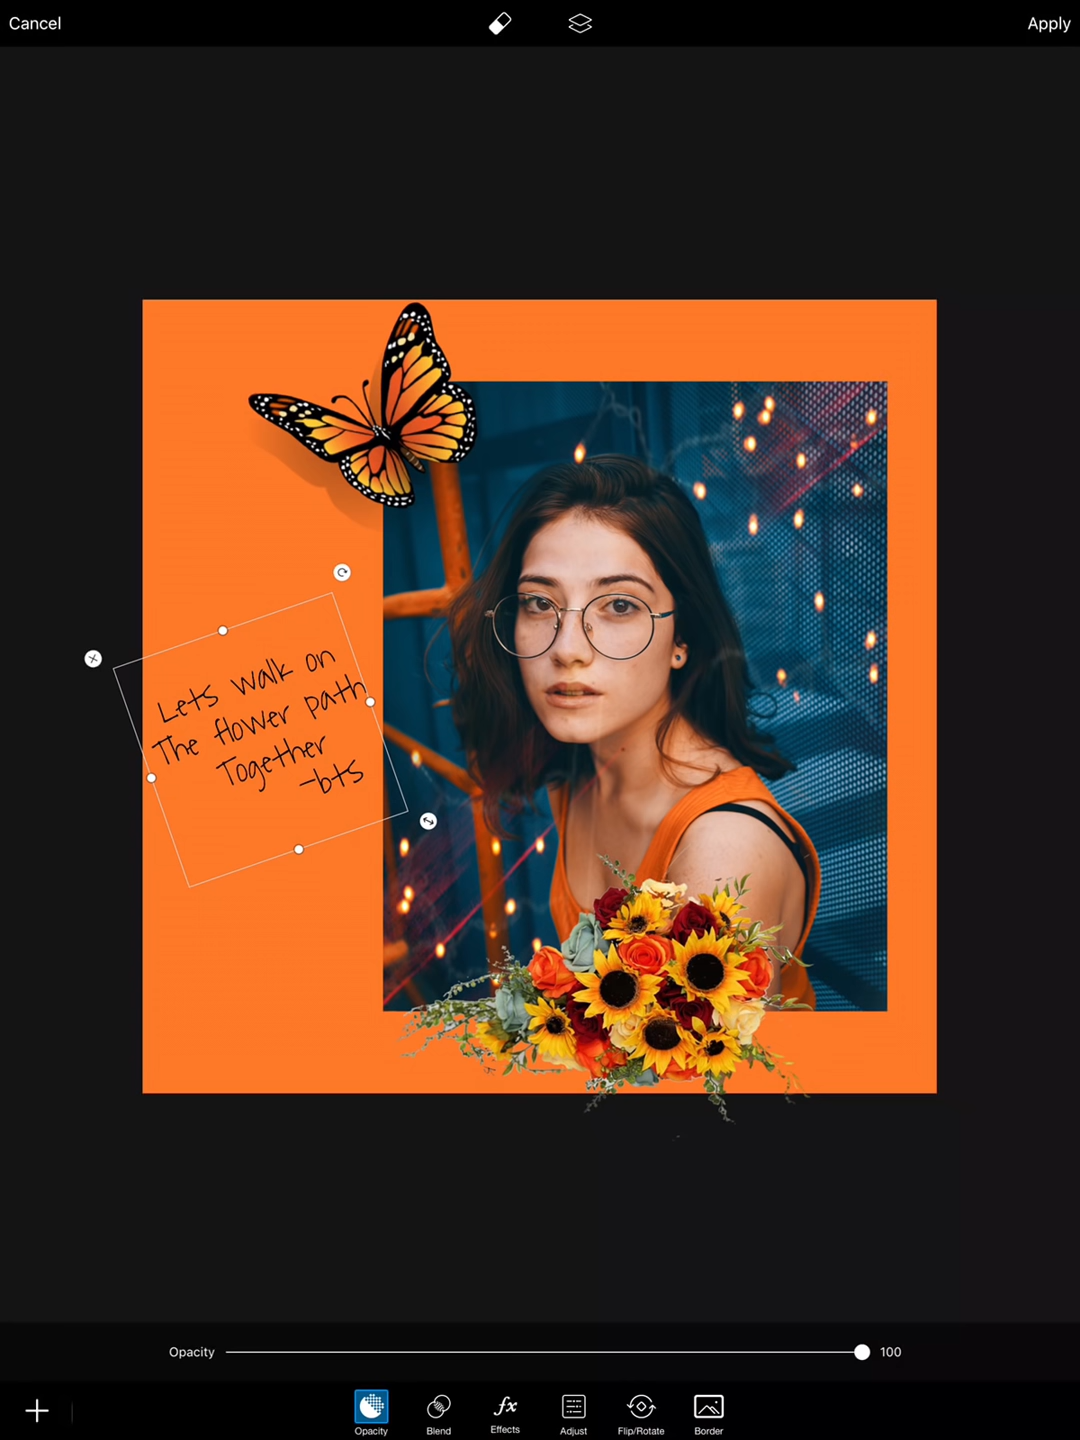 Cancel
Apply
Lets walk on
The flower path
Together
-bts
Opacity
100
Opacity
Blend
fx
Effects
Adjust
Flip/Rotate
Border